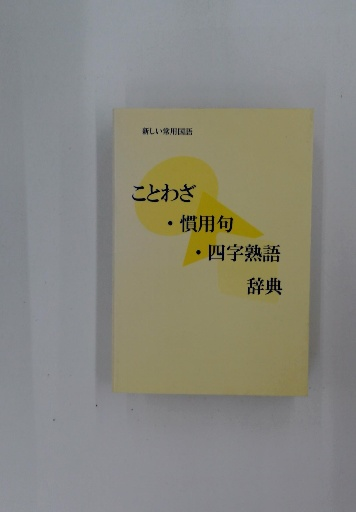 新しい常用国語
ことわざ
・慣用句
・四字熟語
辞典